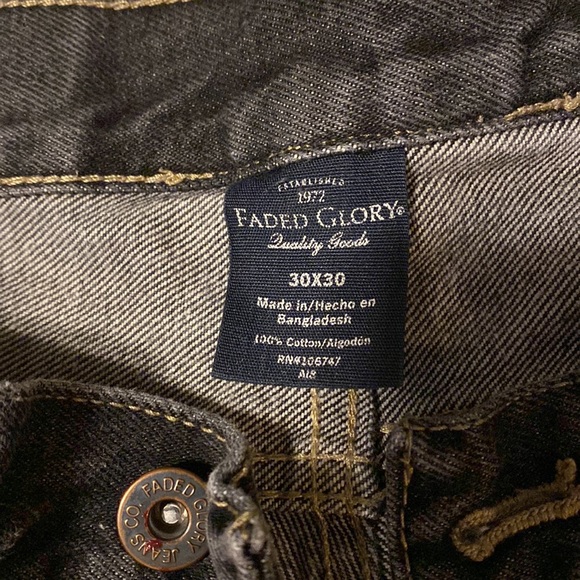 ESTABLISHED
1972
FADED GLORY®
Quality Goods
30X30
Made in/Hecho en
Bangladesh
100% Cotton/Algodón
RN#106747
A18
FADED GLORY
JEANS CO.